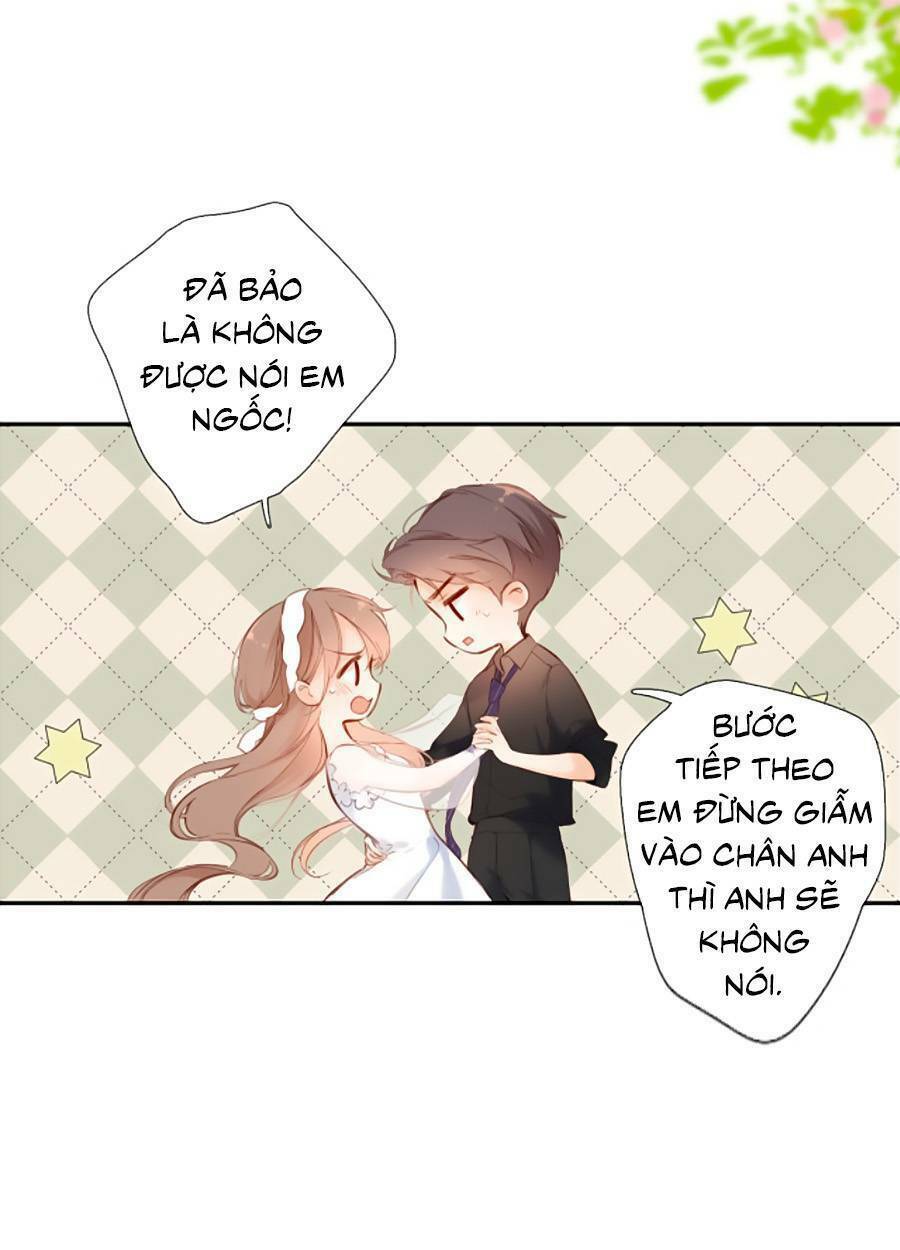 ĐÃ BẢO
LÀ KHÔNG
ĐƯỢC NÓI EM
NGỐC!
BƯỚC
TIẾP THEO
EM ĐỪNG GIẪM
VÀO CHÂN ANH
THÌ ANH SẼ
KHÔNG
NÓI.